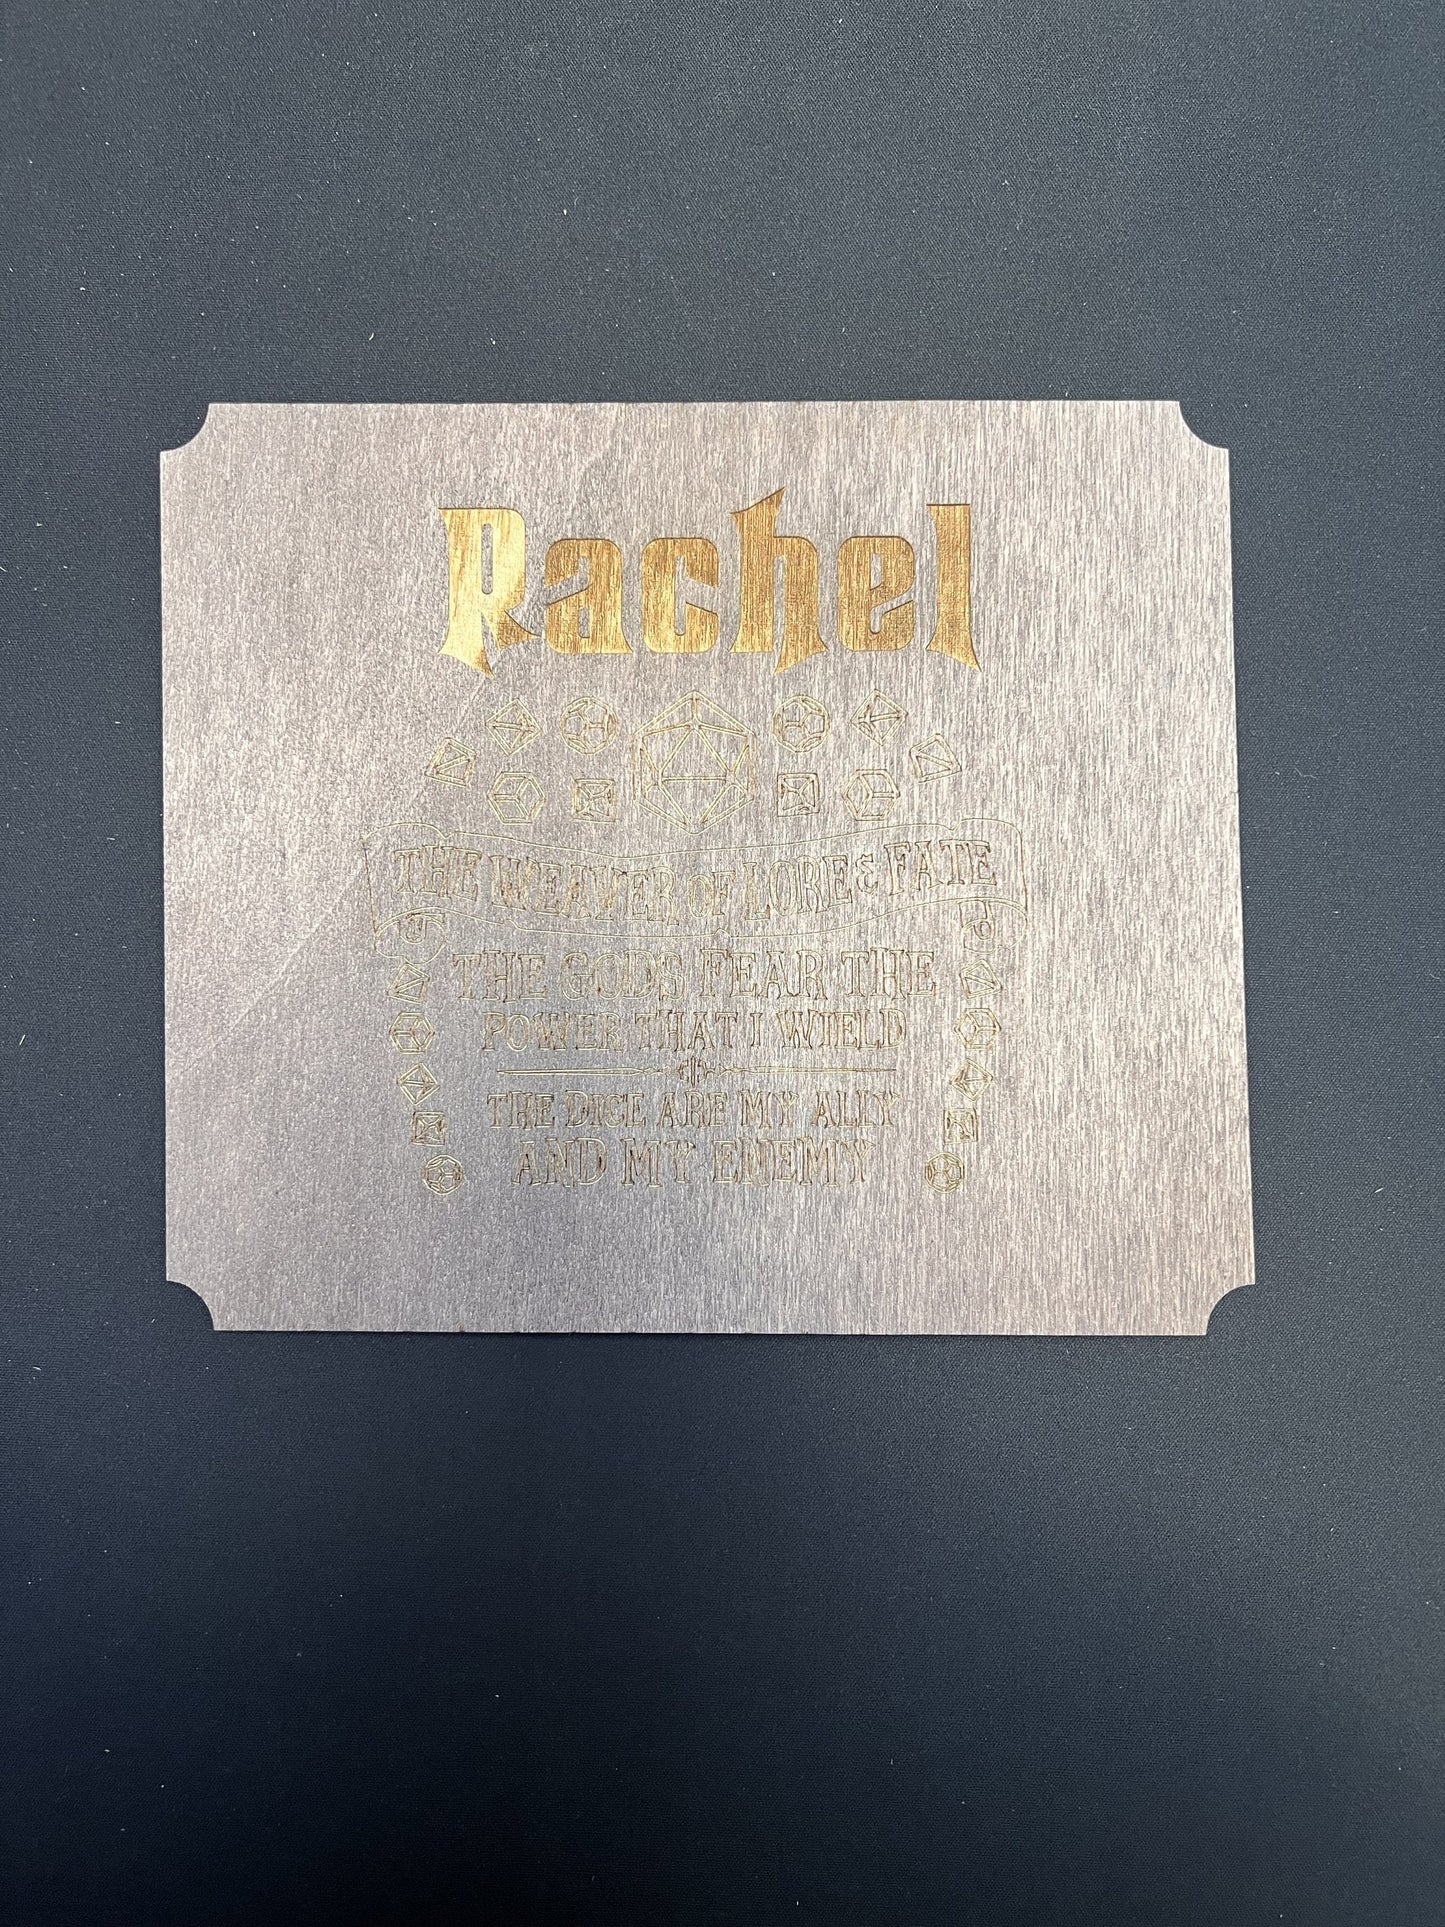 Rachel
THE WEAVER OF LORE & FATE
THE GODS FEAR THE
POWER THAT I WIELD
THE DICE ARE MY ALLY
AND MY ENEMY